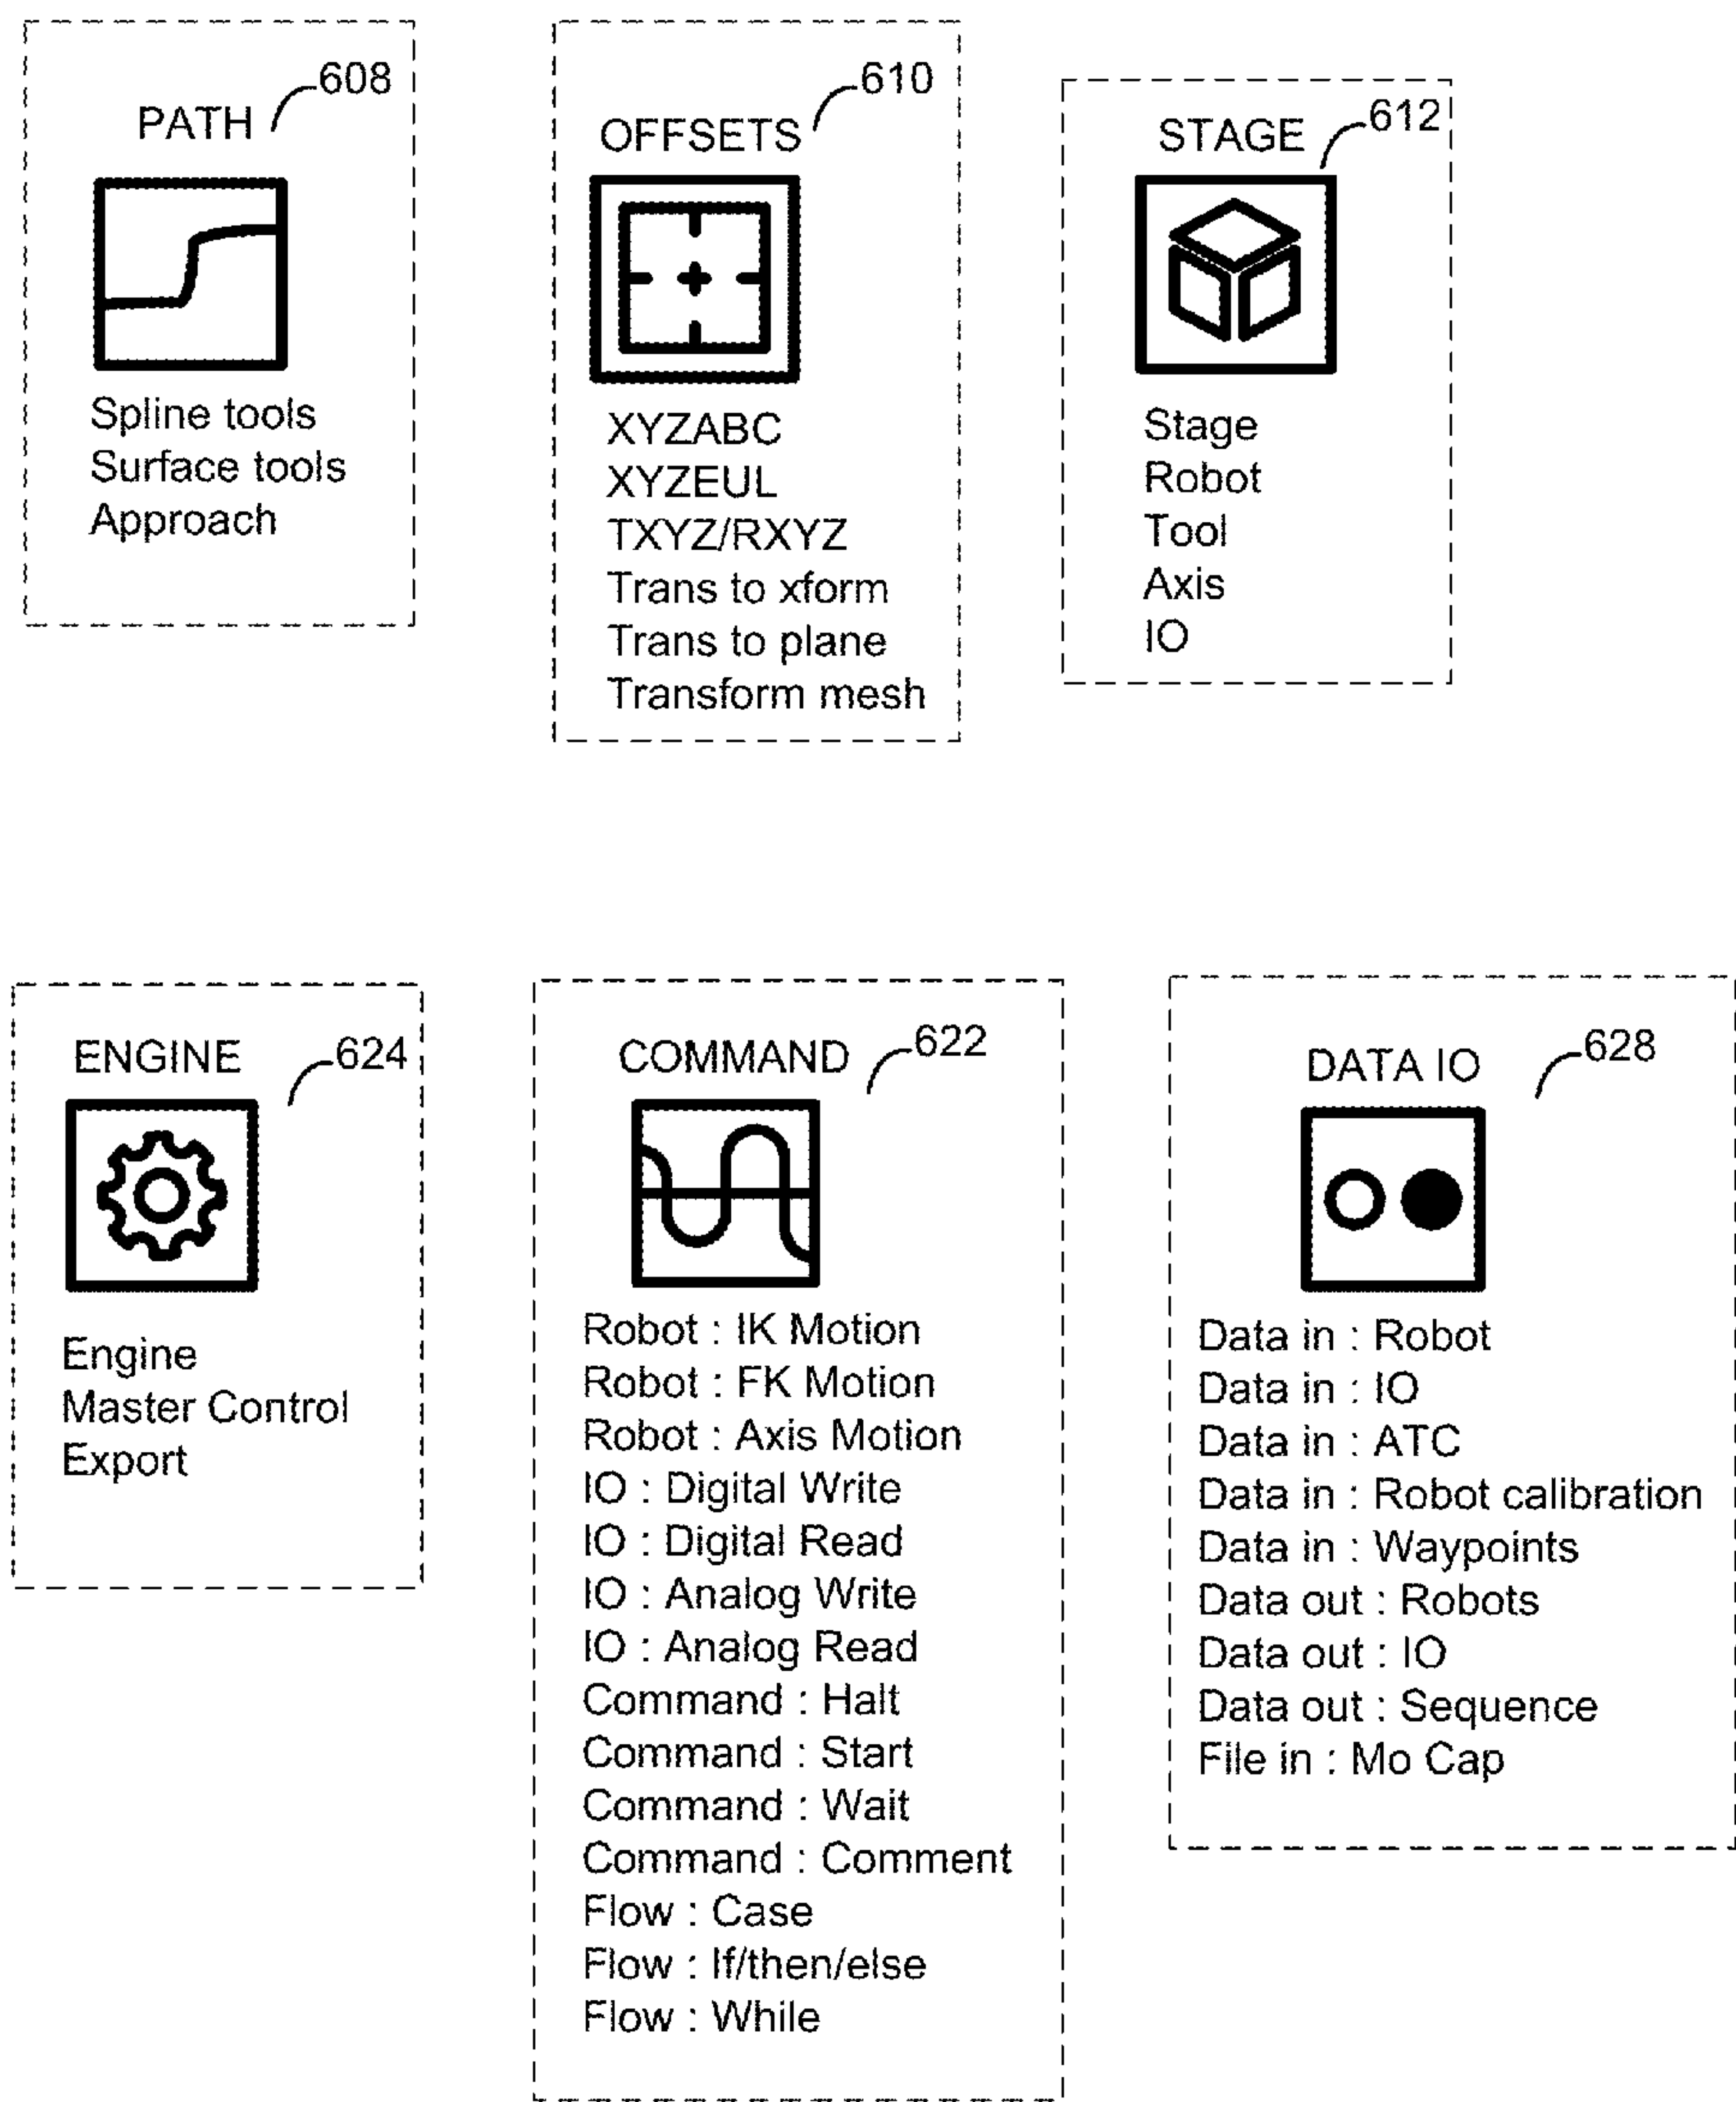 PATH
608
Spline tools
Surface tools
Approach
OFFSETS
610
XYZABC
XYZEUL
TXYZ/RXYZ
Trans to xform
Trans to plane
Transform mesh
STAGE
612
Stage
Robot
Tool
Axis
IO
ENGINE
624
Engine
Master Control
Export
COMMAND
622
Robot : IK Motion
Robot : FK Motion
Robot : Axis Motion
IO : Digital Write
IO : Digital Read
IO : Analog Write
IO : Analog Read
Command : Halt
Command : Start
Command : Wait
Command : Comment
Flow : Case
Flow : If/then/else
Flow : While
DATA IO
628
Data in : Robot
Data in : IO
Data in : ATC
Data in : Robot calibration
Data in : Waypoints
Data out : Robots
Data out : IO
Data out : Sequence
File in : Mo Cap